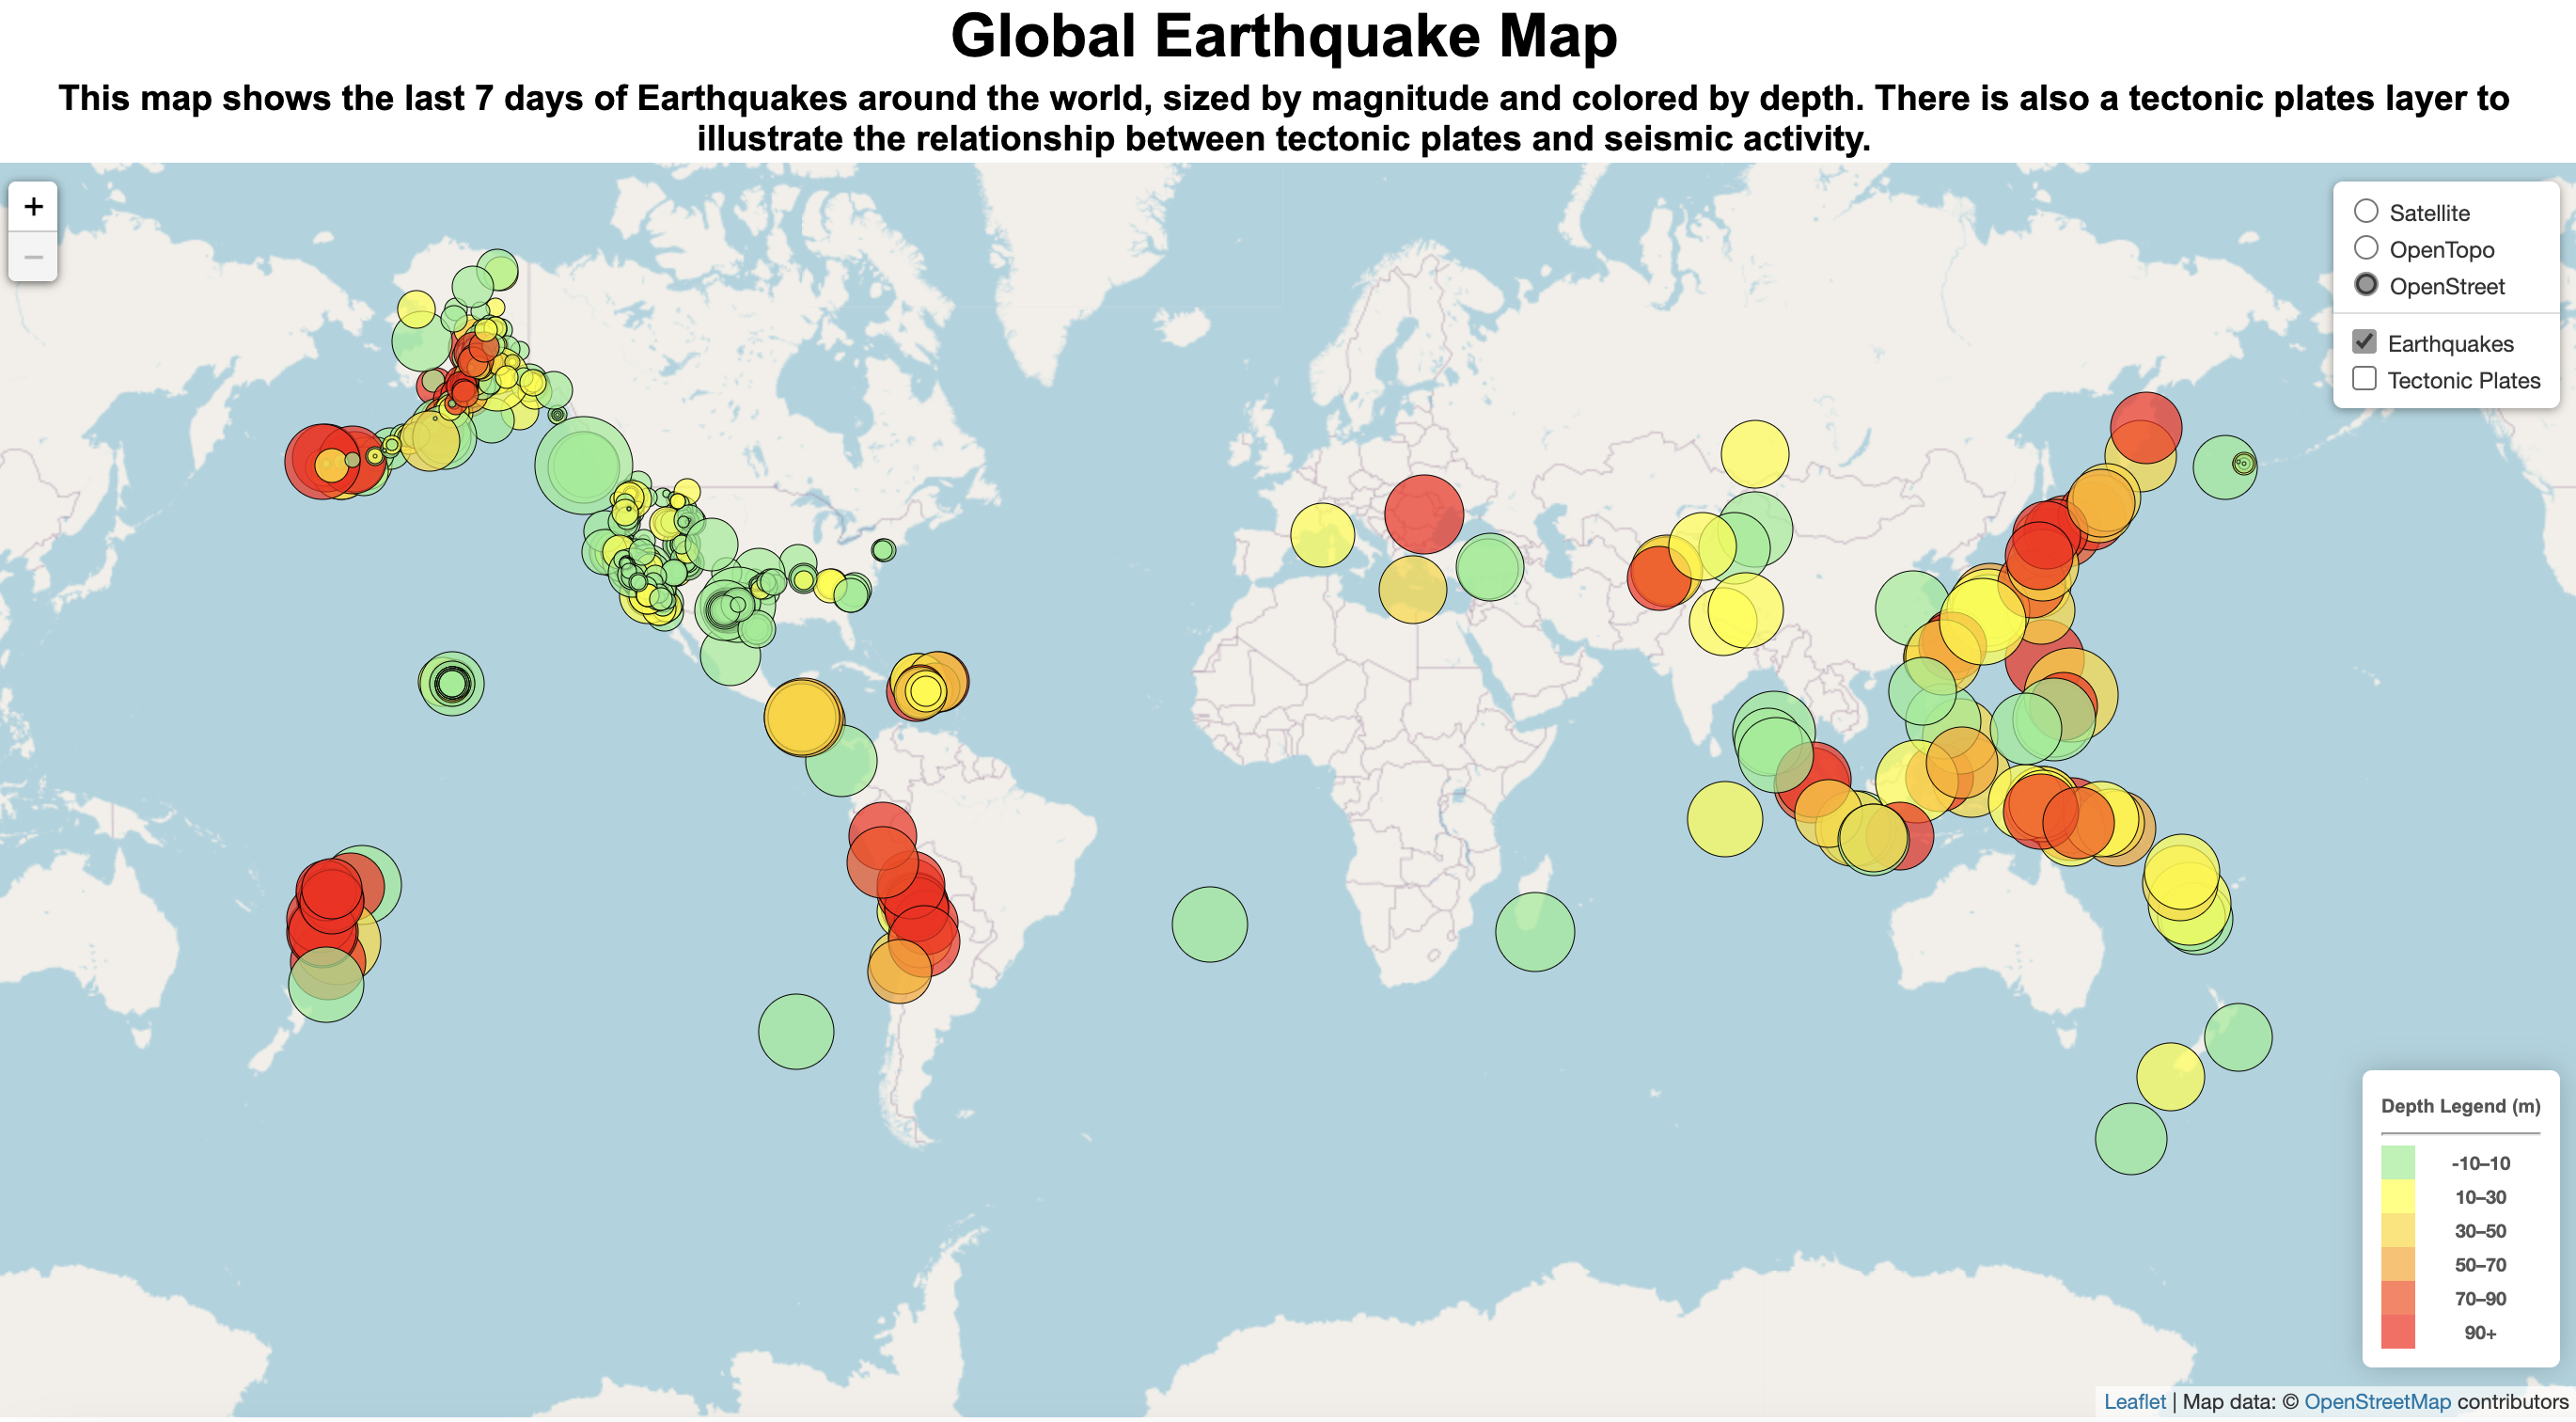 Global Earthquake Map
This map shows the last 7 days of Earthquakes around the world, sized by magnitude and colored by depth. There is also a tectonic plates layer to
illustrate the relationship between tectonic plates and seismic activity.
+
−
Satellite
OpenTopo
OpenStreet
Earthquakes
Tectonic Plates
Depth Legend (m)
-10–10
10–30
30–50
50–70
70–90
90+
Leaflet | Map data: © OpenStreetMap contributors